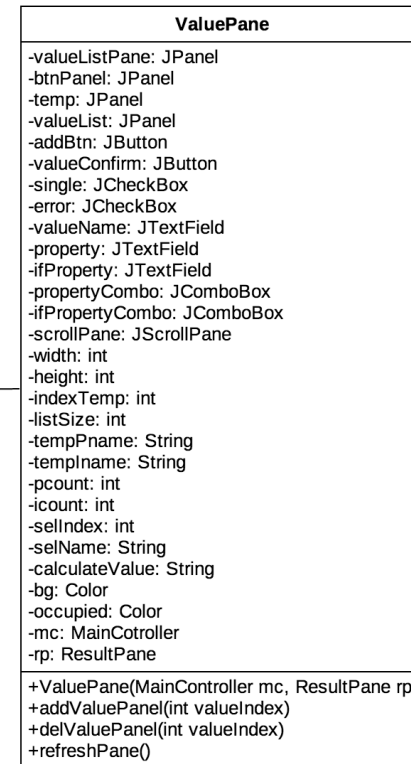 ValuePane
-valueListPane: JPanel
-btnPanel: JPanel
-temp: JPanel
-valueList: JPanel
-addBtn: JButton
-valueConfirm: JButton
-single: JCheckBox
-error: JCheckBox
-valueName: JTextField
-property: JTextField
-ifProperty: JTextField
-propertyCombo: JComboBox
-ifPropertyCombo: JComboBox
-scrollPane: JScrollPane
-width: int
-height: int
-indexTemp: int
-listSize: int
-tempPname: String
-tempIname: String
-pcount: int
-icount: int
-selIndex: int
-selName: String
-calculateValue: String
-bg: Color
-occupied: Color
-mc: MainCotroller
-rp: ResultPane
+ValuePane(MainController mc, ResultPane rp
+addValuePanel(int valueIndex)
+delValuePanel(int valueIndex)
+refreshPane()